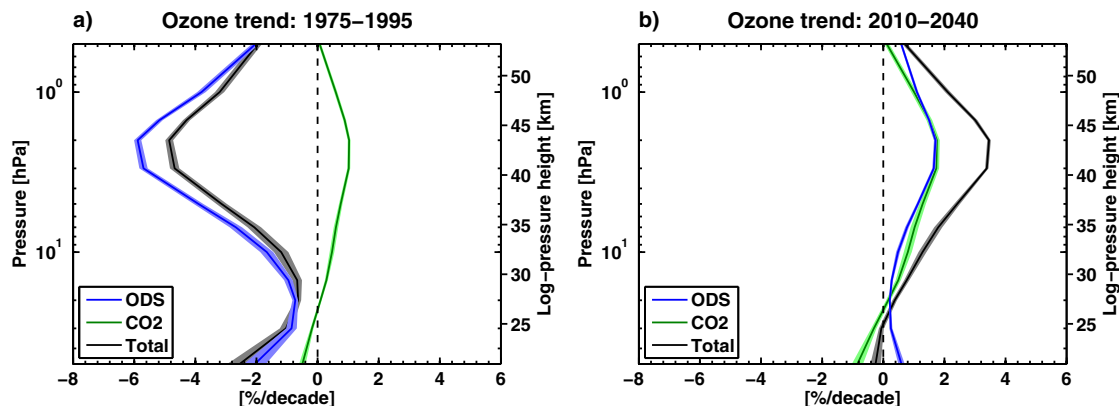 a) Ozone trend: 1975−1995
10⁰
10¹
Pressure [hPa]
50
45
40
35
30
25
Log−pressure height [km]
ODS
CO2
Total
−8 −6 −4 −2 0 2 4 6
[%/decade]
b) Ozone trend: 2010−2040
10⁰
10¹
Pressure [hPa]
50
45
40
35
30
25
Log−pressure height [km]
ODS
CO2
Total
−8 −6 −4 −2 0 2 4 6
[%/decade]